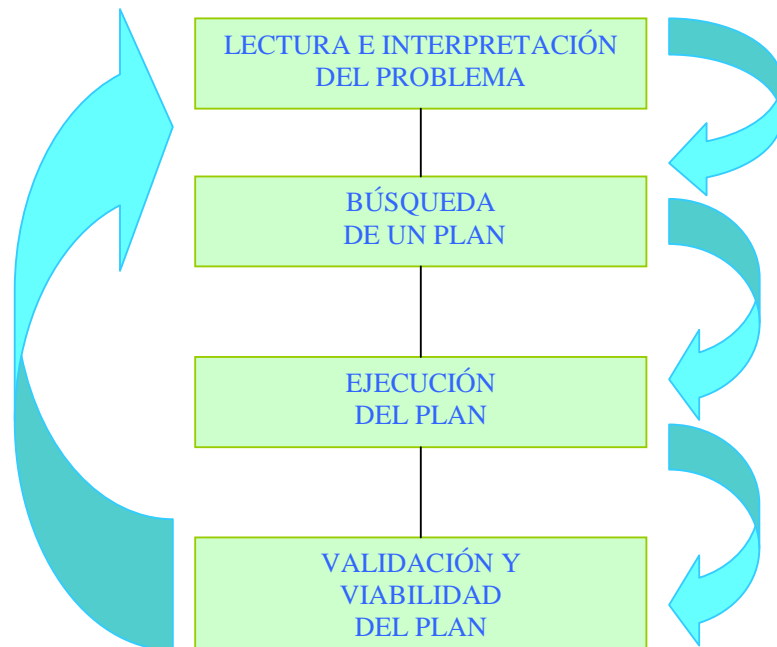 LECTURA E INTERPRETACIÓN
DEL PROBLEMA
BÚSQUEDA
DE UN PLAN
EJECUCIÓN
DEL PLAN
VALIDACIÓN Y
VIABILIDAD
DEL PLAN